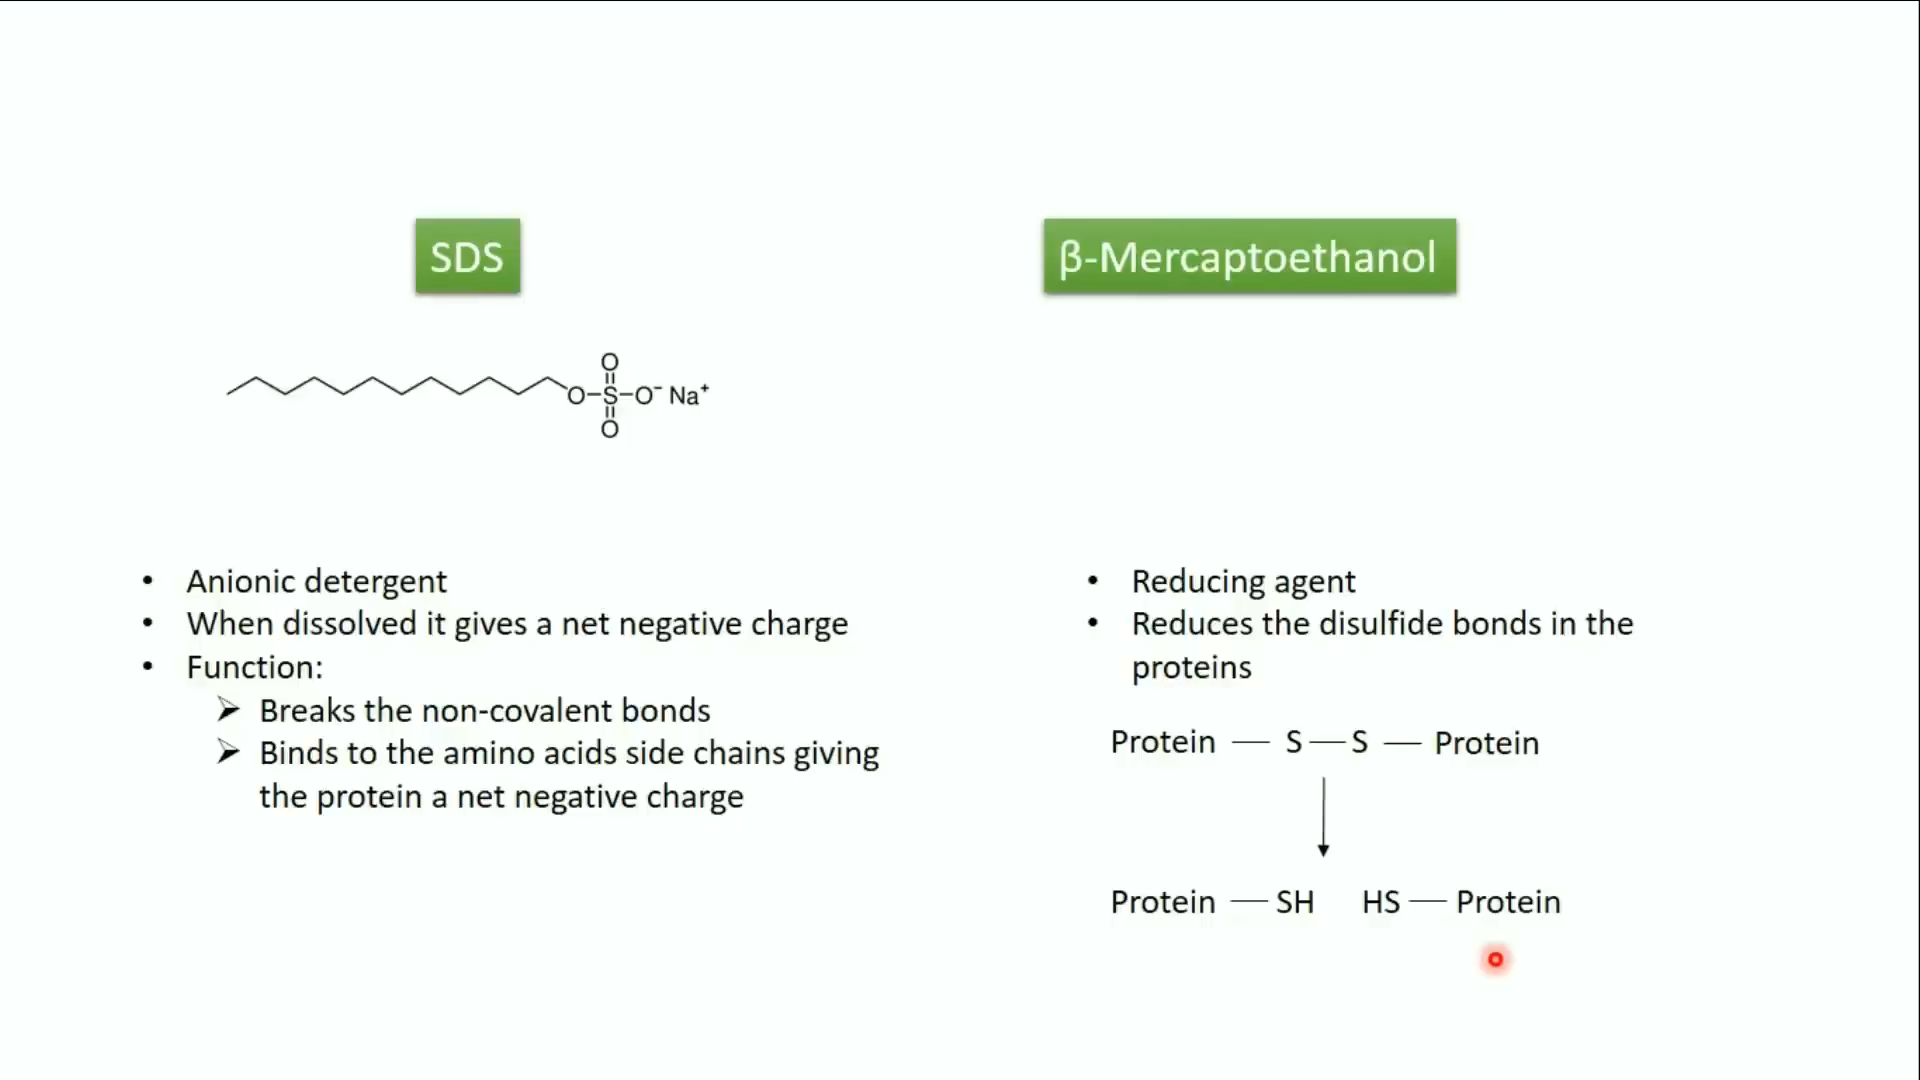 SDS
β-Mercaptoethanol
O
O–S–O⁻ Na⁺
O
• Anionic detergent
• When dissolved it gives a net negative charge
• Function:
➢ Breaks the non-covalent bonds
➢ Binds to the amino acids side chains giving
the protein a net negative charge
• Reducing agent
• Reduces the disulfide bonds in the
proteins
Protein — S — S — Protein
Protein — SH HS — Protein